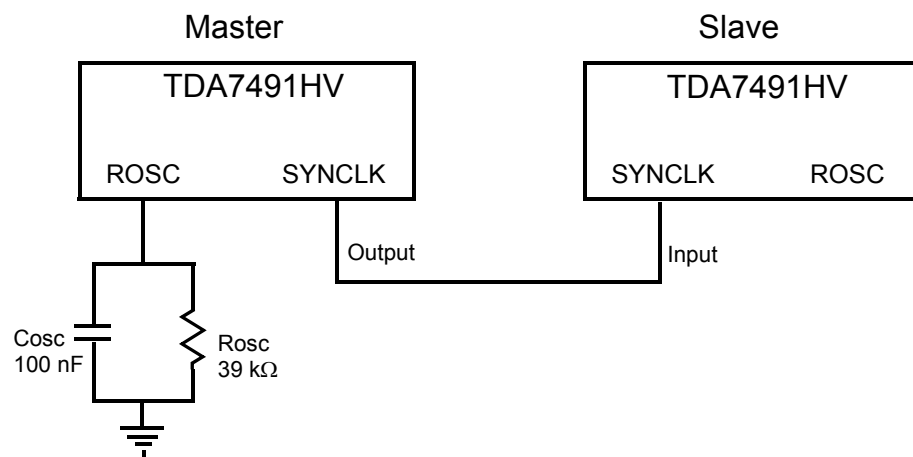 Master
Slave
TDA7491HV
TDA7491HV
ROSC SYNCLK
SYNCLK ROSC
Output
Input
Cosc
100 nF
Rosc
39 kΩ